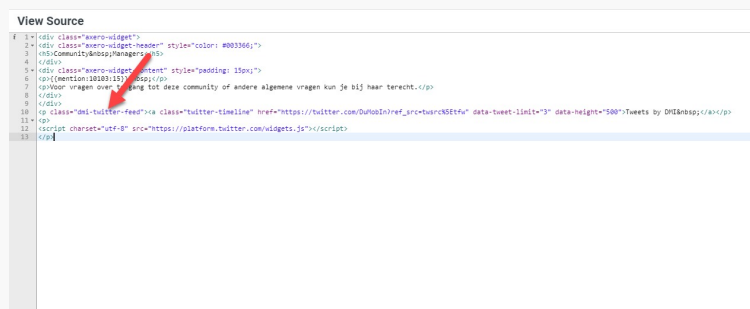 View Source
i 1 <div class="axero-widget">
2 <div class="axero-widget-header" style="color: #003366;">
3 <h5>Community&nbsp;Managers</h5>
4 </div>
5 <div class="axero-widget-content" style="padding: 15px;">
6 <p>{{mention:10103:15}}&nbsp;</p>
7 <p>Voor vragen over toegang tot deze community of andere algemene vragen kun je bij haar terecht.</p>
8 </div>
9 </div>
10 <p class="dmi-twitter-feed"><a class="twitter-timeline" href="https://twitter.com/DuMobIn?ref_src=twsrc%5Etfw" data-tweet-limit="3" data-height="500">Tweets by DMI&nbsp;</a></p>
11 <p>
12 <script charset="utf-8" src="https://platform.twitter.com/widgets.js"></script>
13 </p>